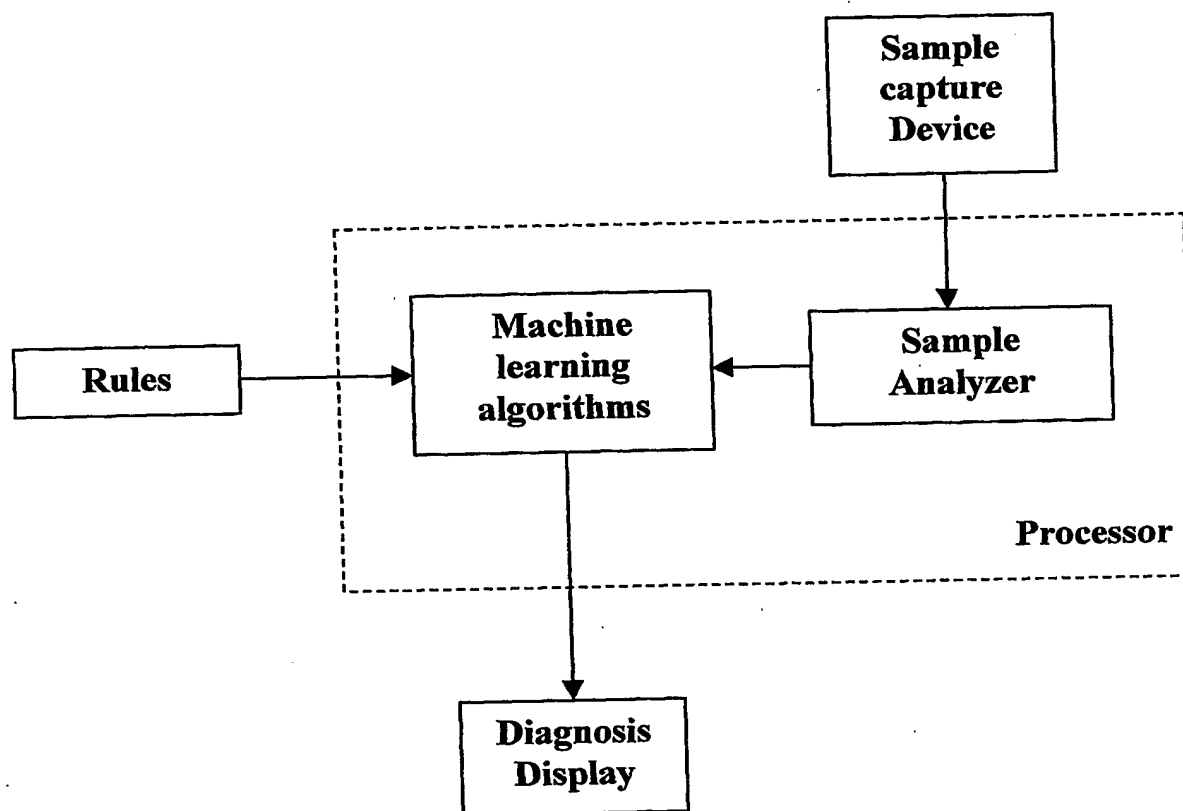 Sample
capture
Device
Machine
learning
algorithms
Sample
Analyzer
Rules
Processor
Diagnosis
Display